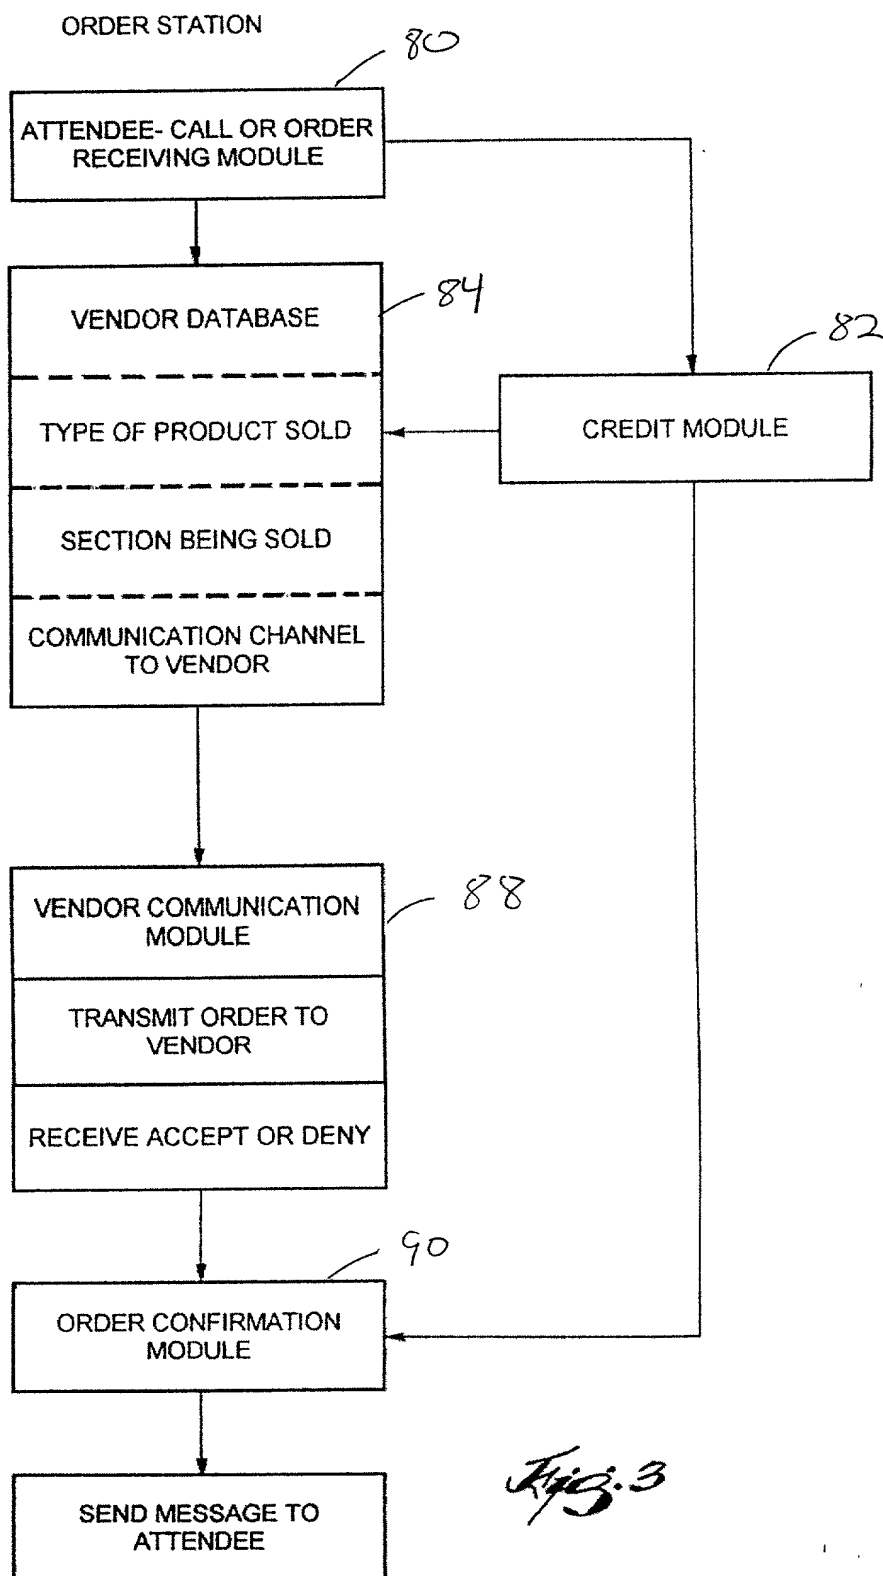 ORDER STATION
80
ATTENDEE- CALL OR ORDER
RECEIVING MODULE
84
VENDOR DATABASE
82
TYPE OF PRODUCT SOLD
CREDIT MODULE
SECTION BEING SOLD
COMMUNICATION CHANNEL
TO VENDOR
88
VENDOR COMMUNICATION
MODULE
TRANSMIT ORDER TO
VENDOR
RECEIVE ACCEPT OR DENY
90
ORDER CONFIRMATION
MODULE
Fig. 3
SEND MESSAGE TO
ATTENDEE